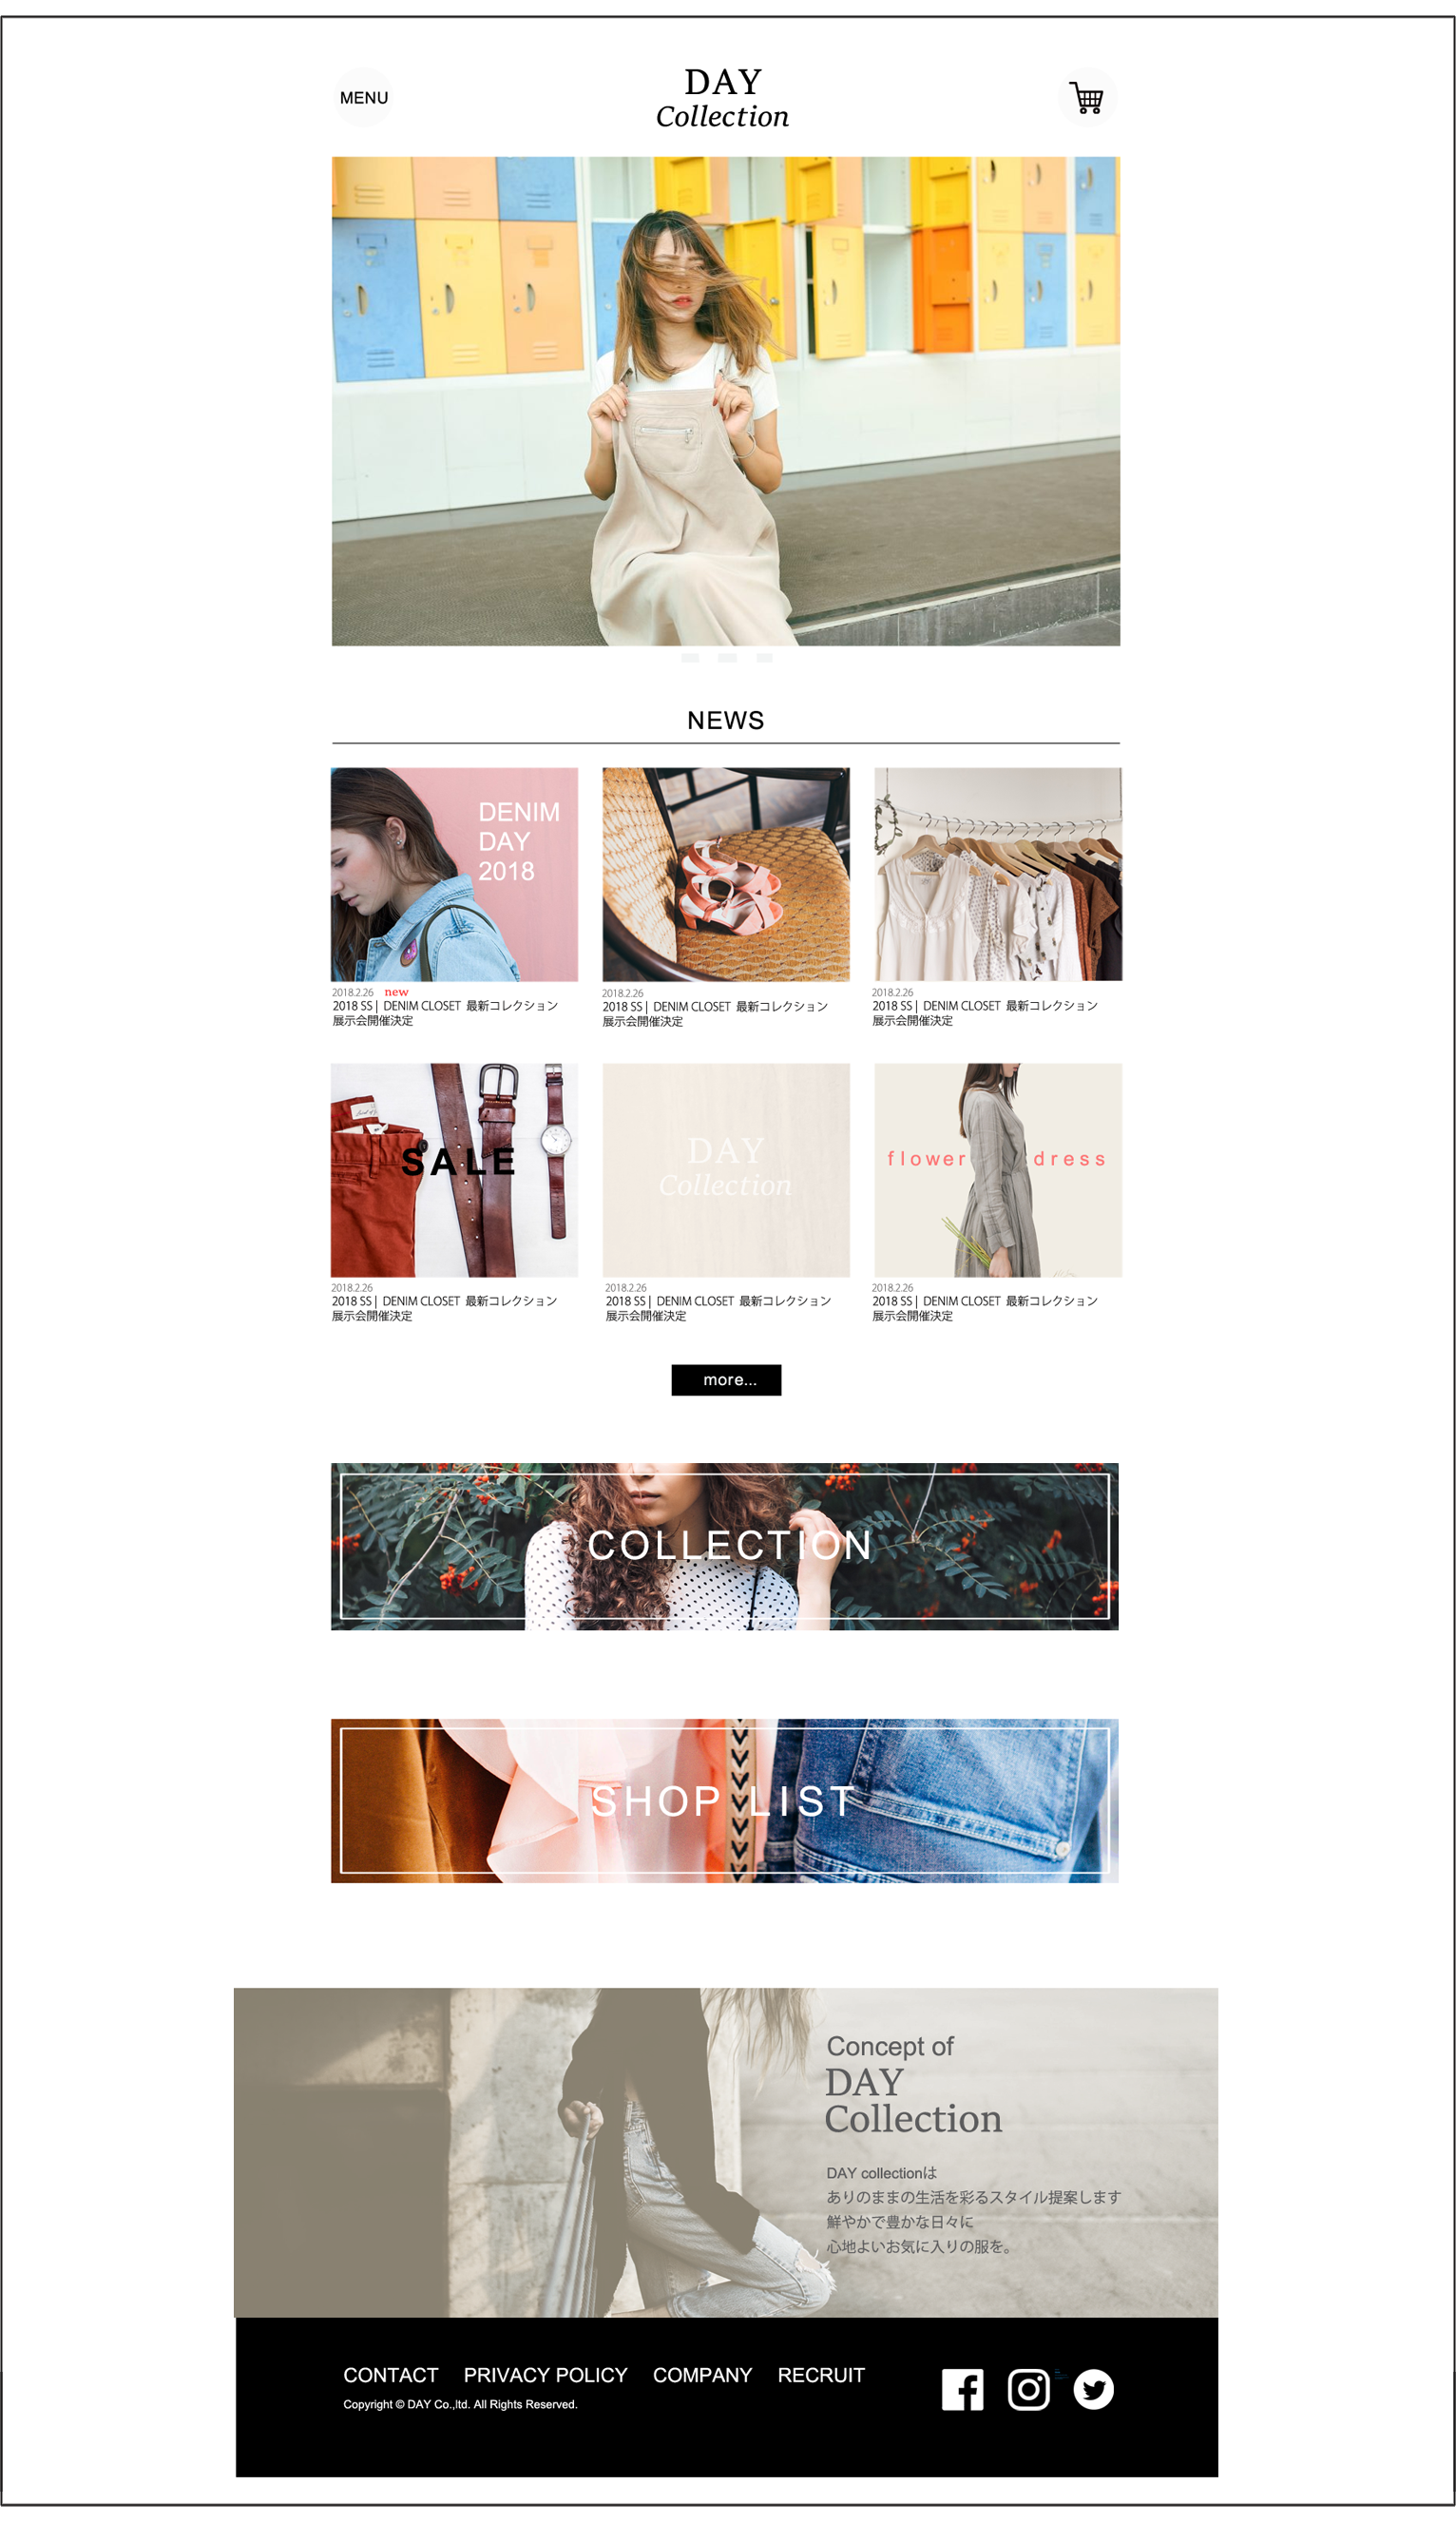 MENU
DAY
Collection
NEWS
DENIM
DAY
2018
2018.2.26 new
2018 SS | DENIM CLOSET 最新コレクション
展示会開催決定
2018.2.26
2018 SS | DENIM CLOSET 最新コレクション
展示会開催決定
2018.2.26
2018 SS | DENIM CLOSET 最新コレクション
展示会開催決定
SALE
2018.2.26
2018 SS | DENIM CLOSET 最新コレクション
展示会開催決定
DAY
Collection
2018.2.26
2018 SS | DENIM CLOSET 最新コレクション
展示会開催決定
flower dress
2018.2.26
2018 SS | DENIM CLOSET 最新コレクション
展示会開催決定
more...
COLLECTION
SHOP LIST
Concept of
DAY
Collection
DAY collectionは
ありのままの生活を彩るスタイル提案します
鮮やかで豊かな日々に
心地よいお気に入りの服を。
CONTACT PRIVACY POLICY COMPANY RECRUIT
Copyright © DAY Co.,ltd. All Rights Reserved.